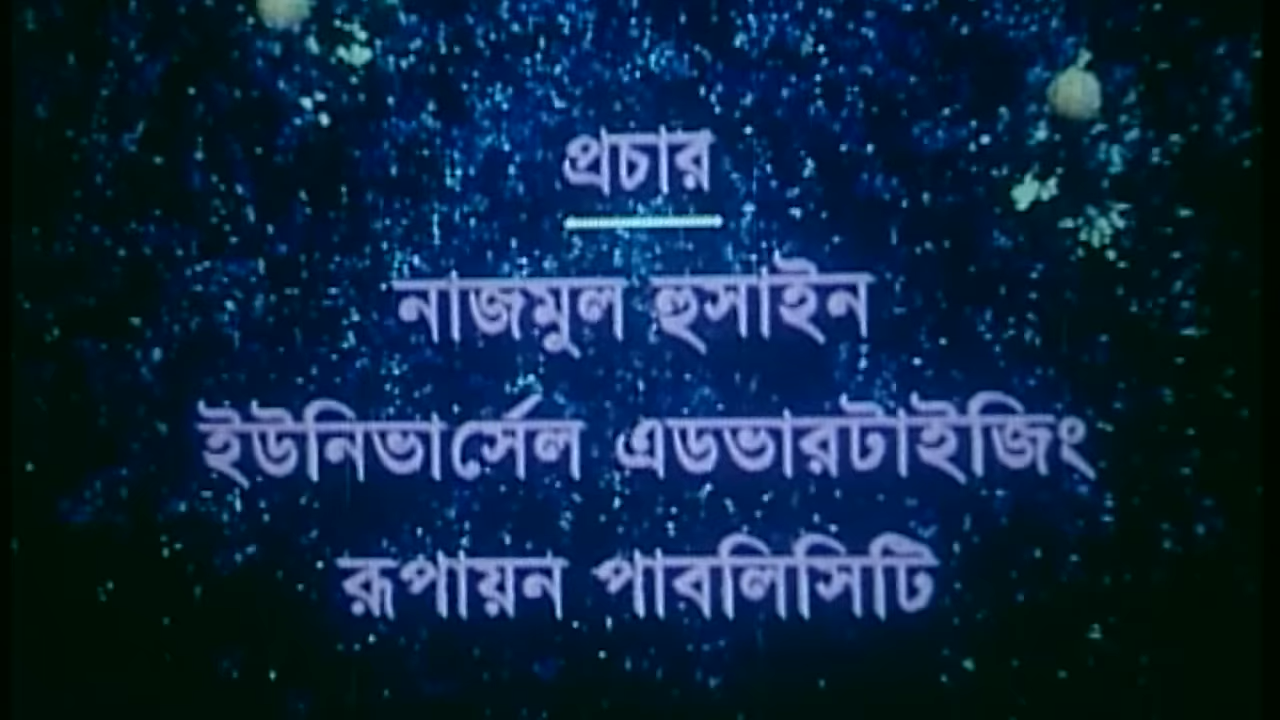 প্রচার
নাজমুল হুসাইন
ইউনিভার্সেল এডভারটাইজিং
রূপায়ন পাবলিসিটি